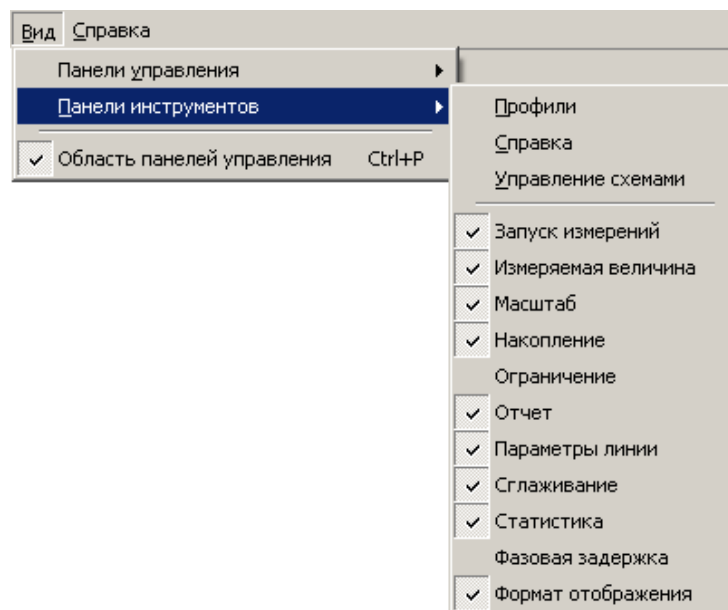 Вид Справка
Панели управления
Панели инструментов
Область панелей управления Ctrl+P
Профили
Справка
Управление схемами
Запуск измерений
Измеряемая величина
Масштаб
Накопление
Ограничение
Отчет
Параметры линии
Сглаживание
Статистика
Фазовая задержка
Формат отображения